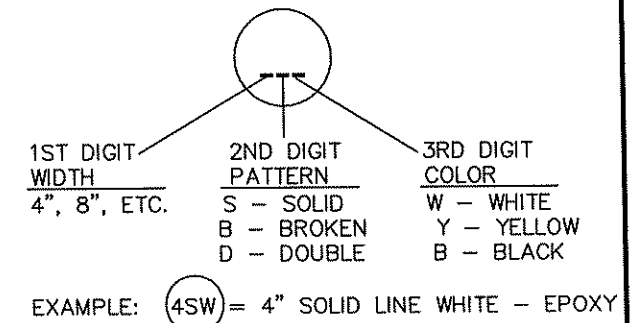 1ST DIGIT 2ND DIGIT 3RD DIGIT
WIDTH PATTERN COLOR
4", 8", ETC. S – SOLID W – WHITE
B – BROKEN Y – YELLOW
D – DOUBLE B – BLACK
EXAMPLE: 4SW = 4" SOLID LINE WHITE – EPOXY